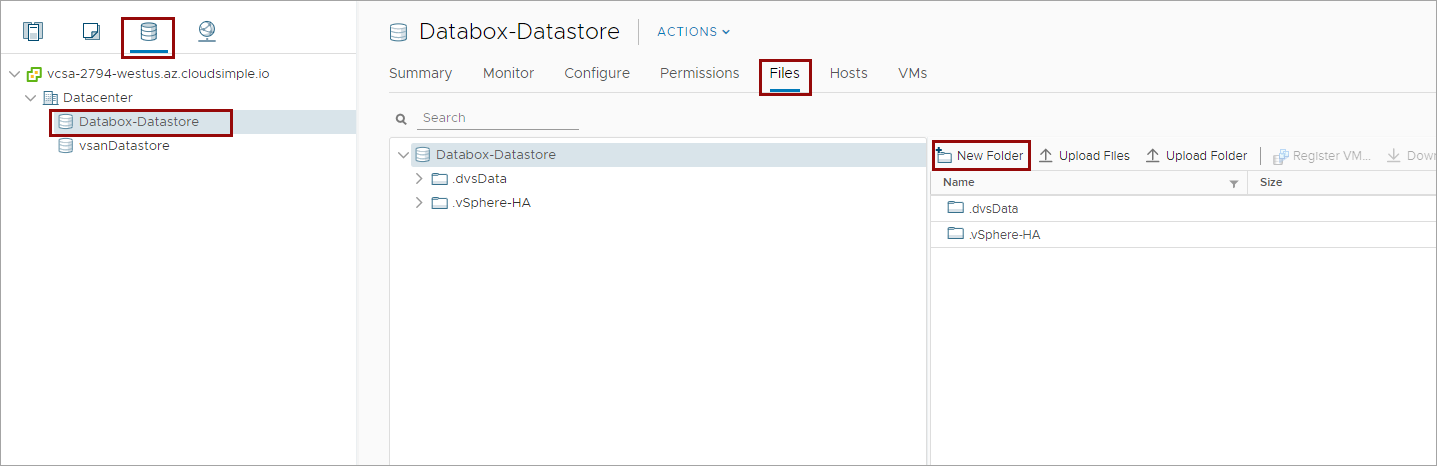 vcsa-2794-westus.az.cloudsimple.io
Datacenter
Databox-Datastore
vsanDatastore
Databox-Datastore ACTIONS
Summary Monitor Configure Permissions Files Hosts VMs
Search
Databox-Datastore
.dvsData
.vSphere-HA
New Folder Upload Files Upload Folder Register VM... Down
Name Size
.dvsData
.vSphere-HA